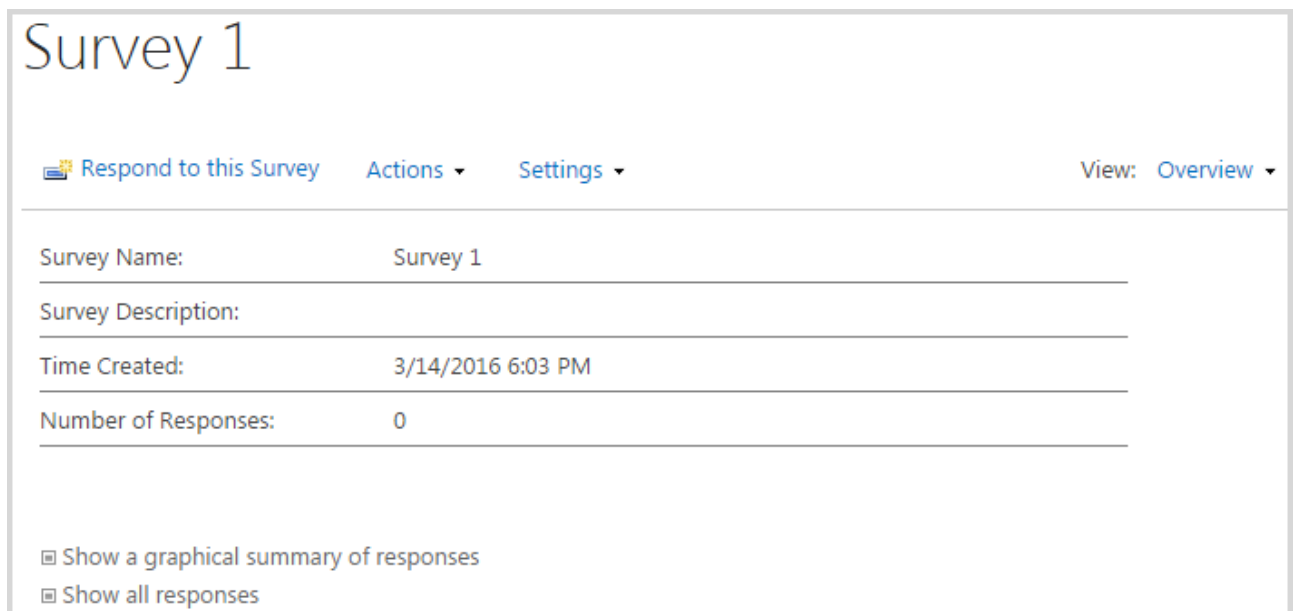 Survey 1
Respond to this Survey Actions Settings View: Overview
Survey Name: Survey 1
Survey Description:
Time Created: 3/14/2016 6:03 PM
Number of Responses: 0
Show a graphical summary of responses
Show all responses